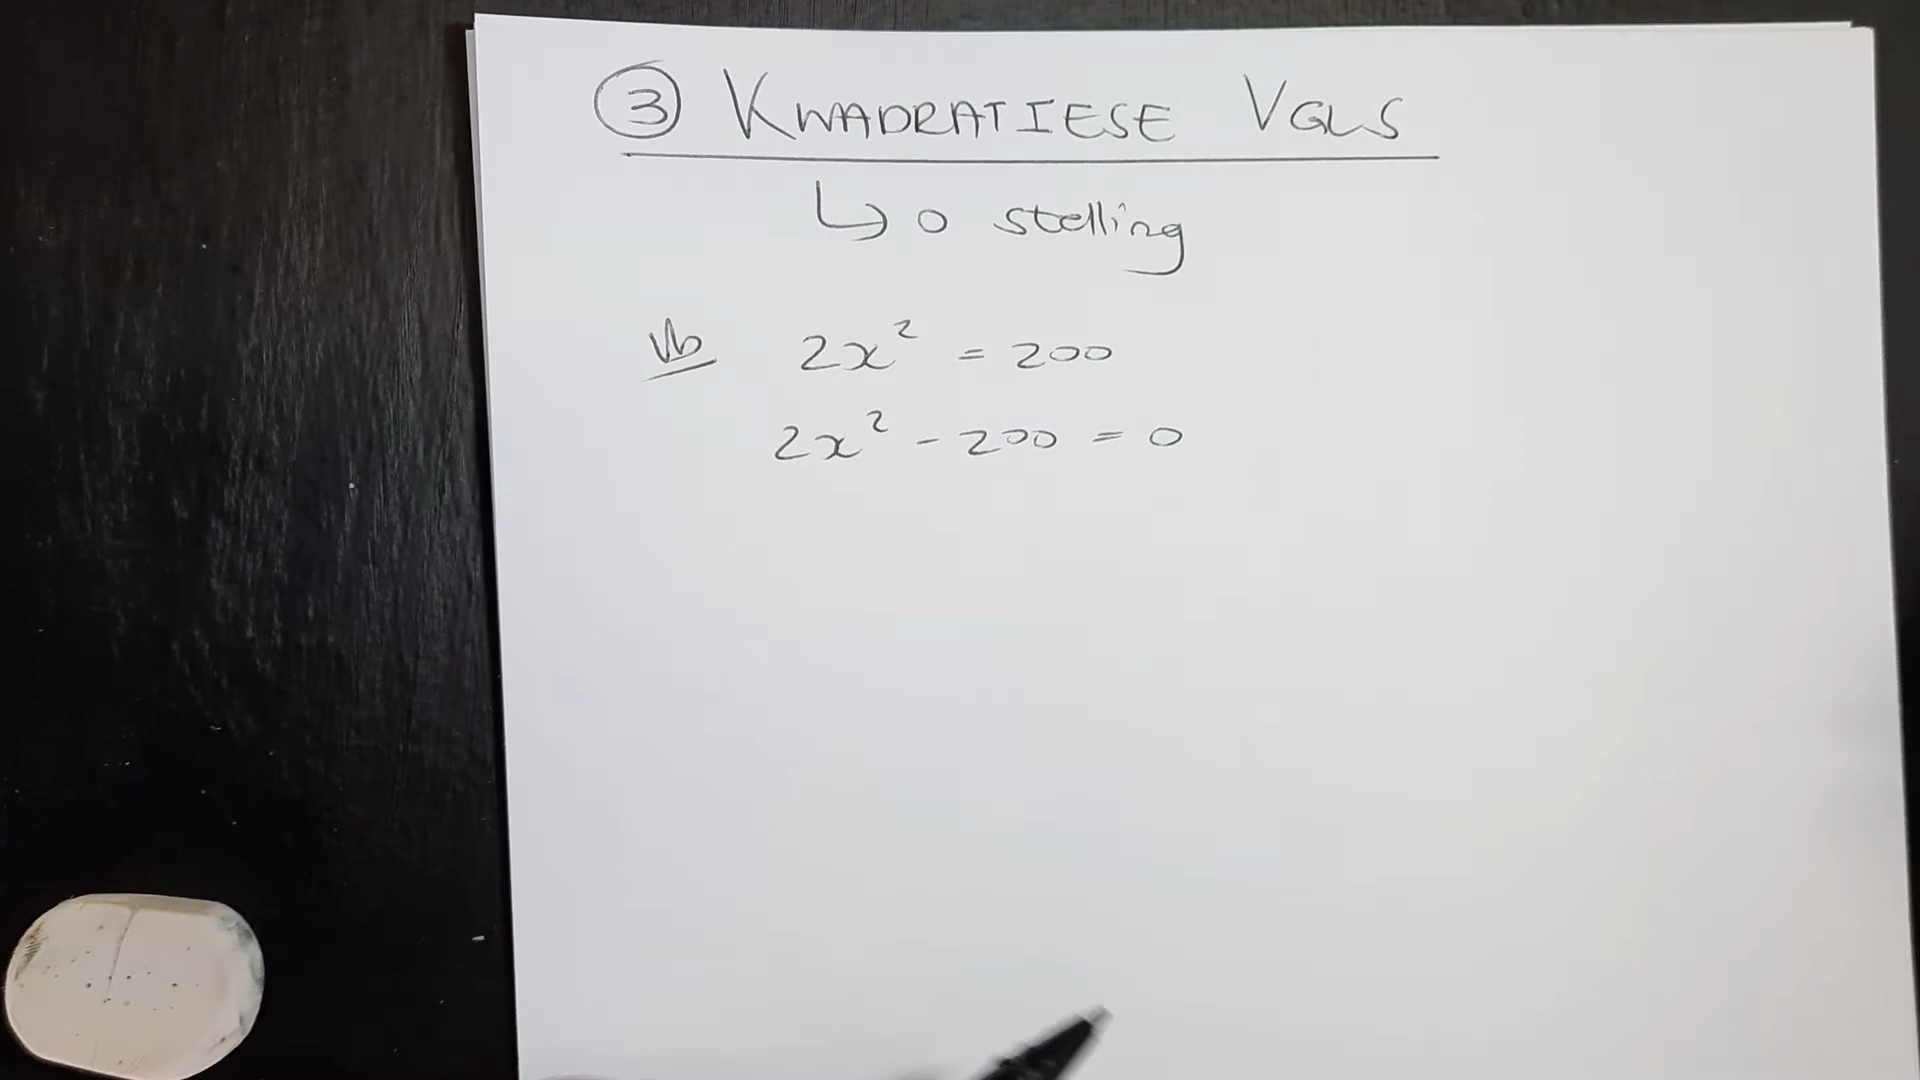 ③ KWADRATIESE VGLS
↳ 0 stelling
Vb 2x² = 200
2x² - 200 = 0